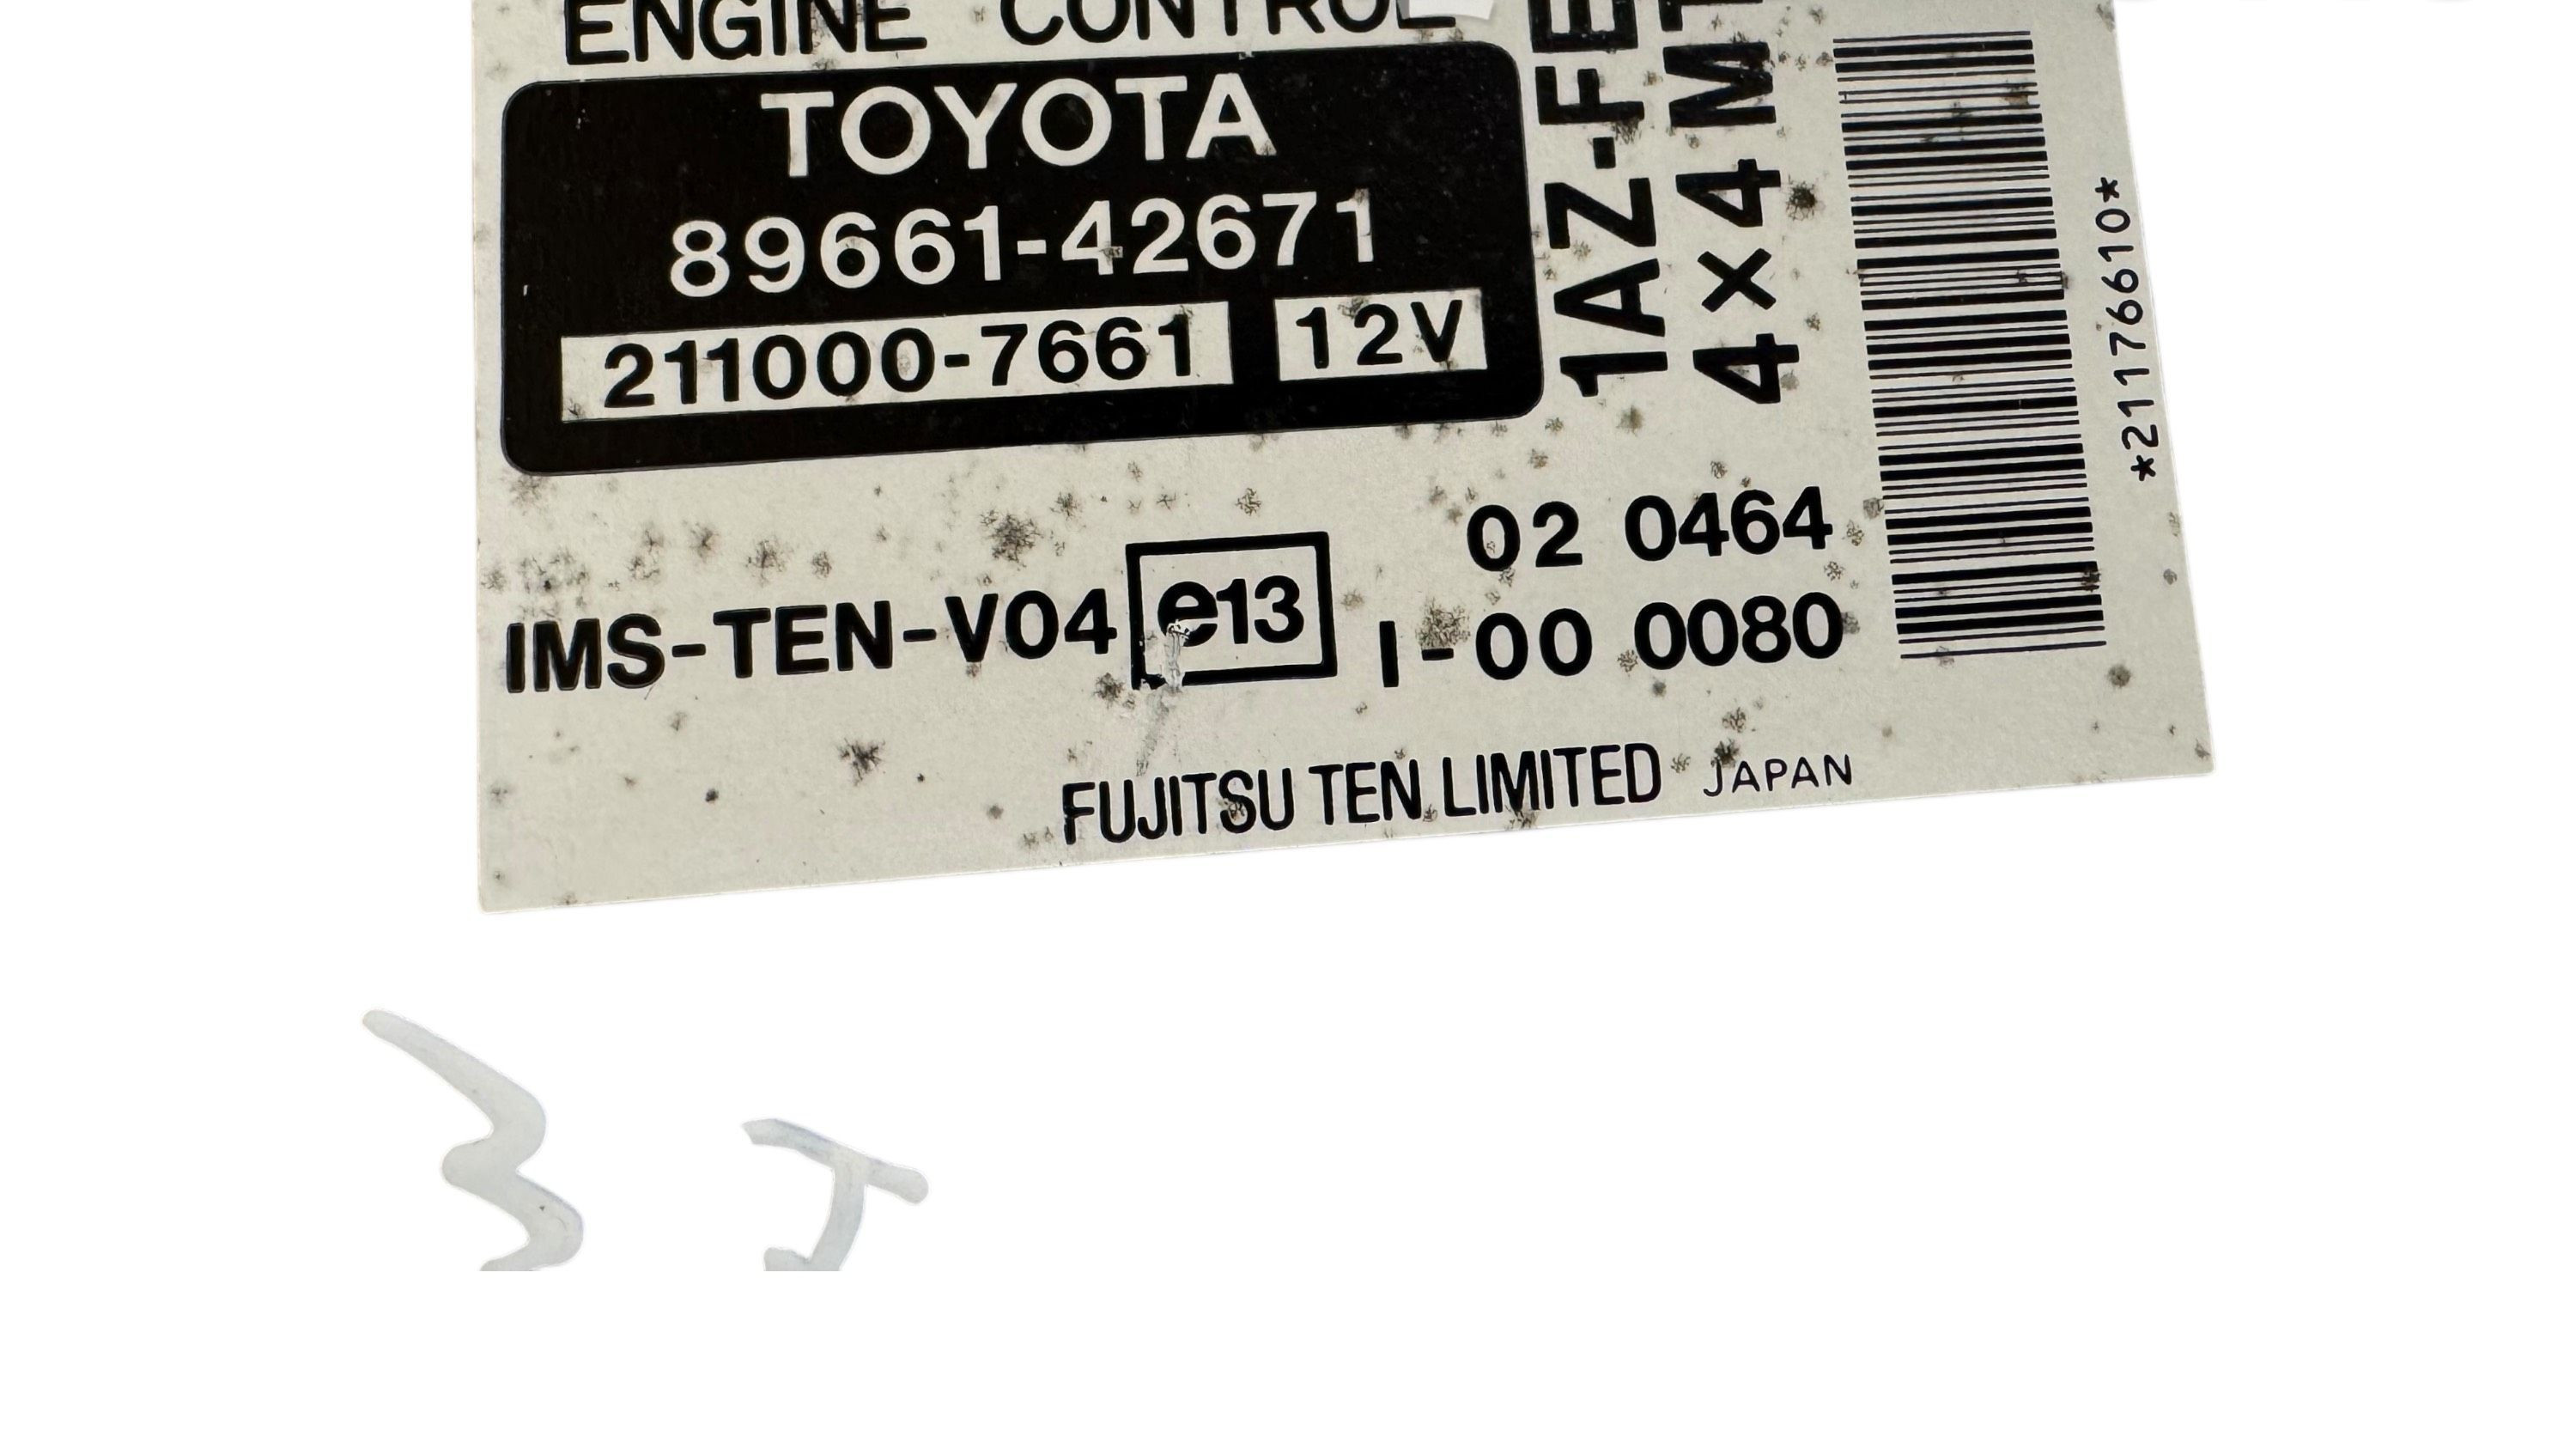 ENGINE CONTROL
TOYOTA
89661-42671
211000-7661 12V
1AZ-FE
4×4 MT
*21176610*
02 0464
IMS-TEN-V04 e13 I-00 0080
FUJITSU TEN LIMITED JAPAN